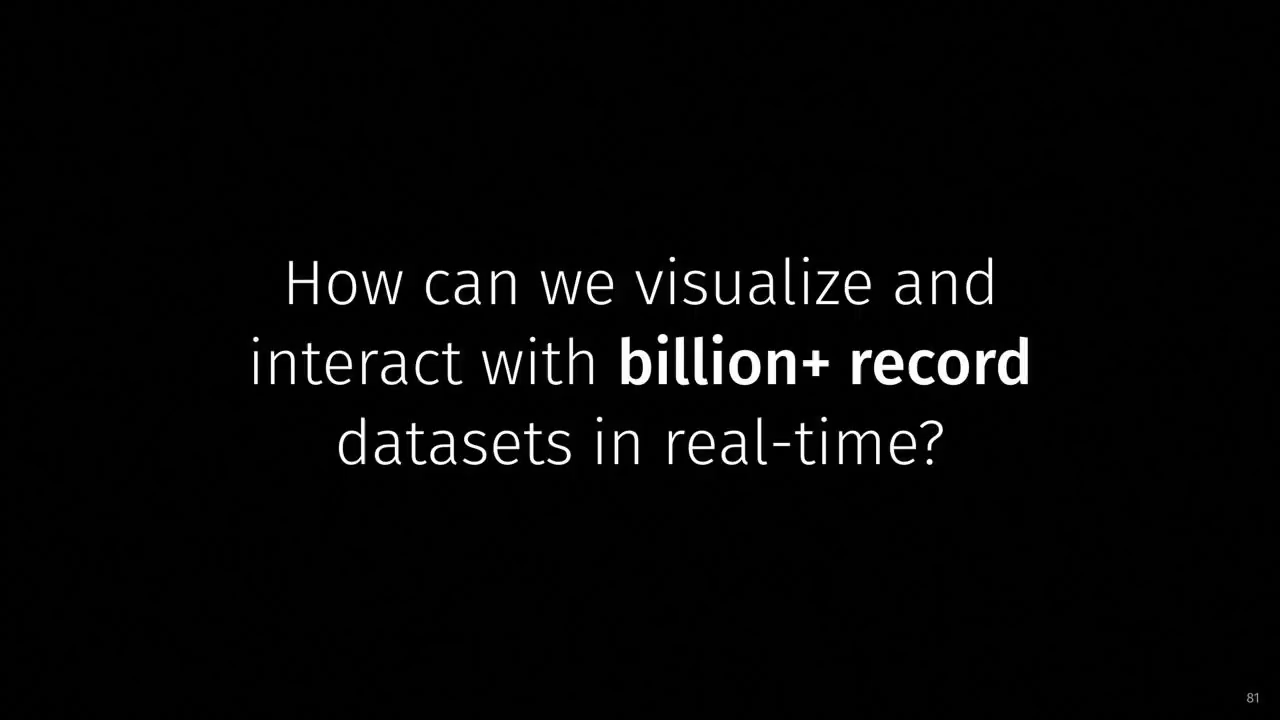 How can we visualize and
interact with billion+ record
datasets in real-time?
81